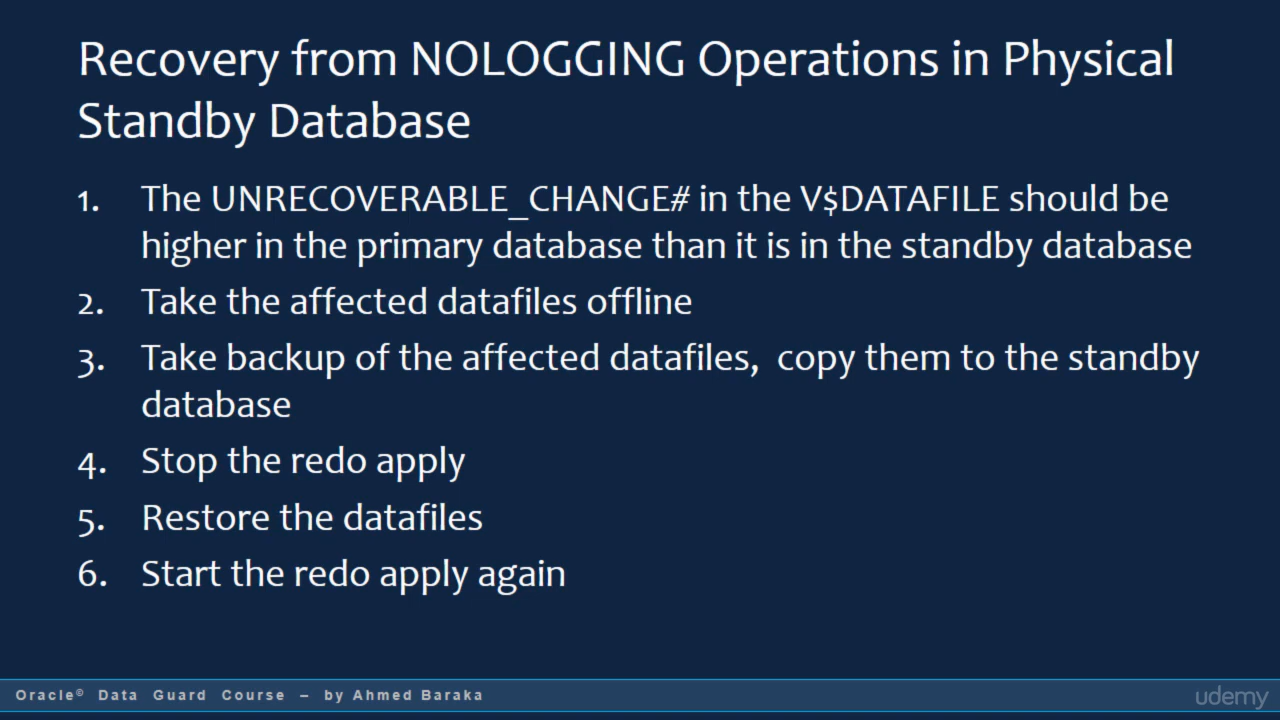 Recovery from NOLOGGING Operations in Physical
Standby Database
1. The UNRECOVERABLE_CHANGE# in the V$DATAFILE should be
higher in the primary database than it is in the standby database
2. Take the affected datafiles offline
3. Take backup of the affected datafiles, copy them to the standby
database
4. Stop the redo apply
5. Restore the datafiles
6. Start the redo apply again
Oracle© Data Guard Course – by Ahmed Baraka
udemy